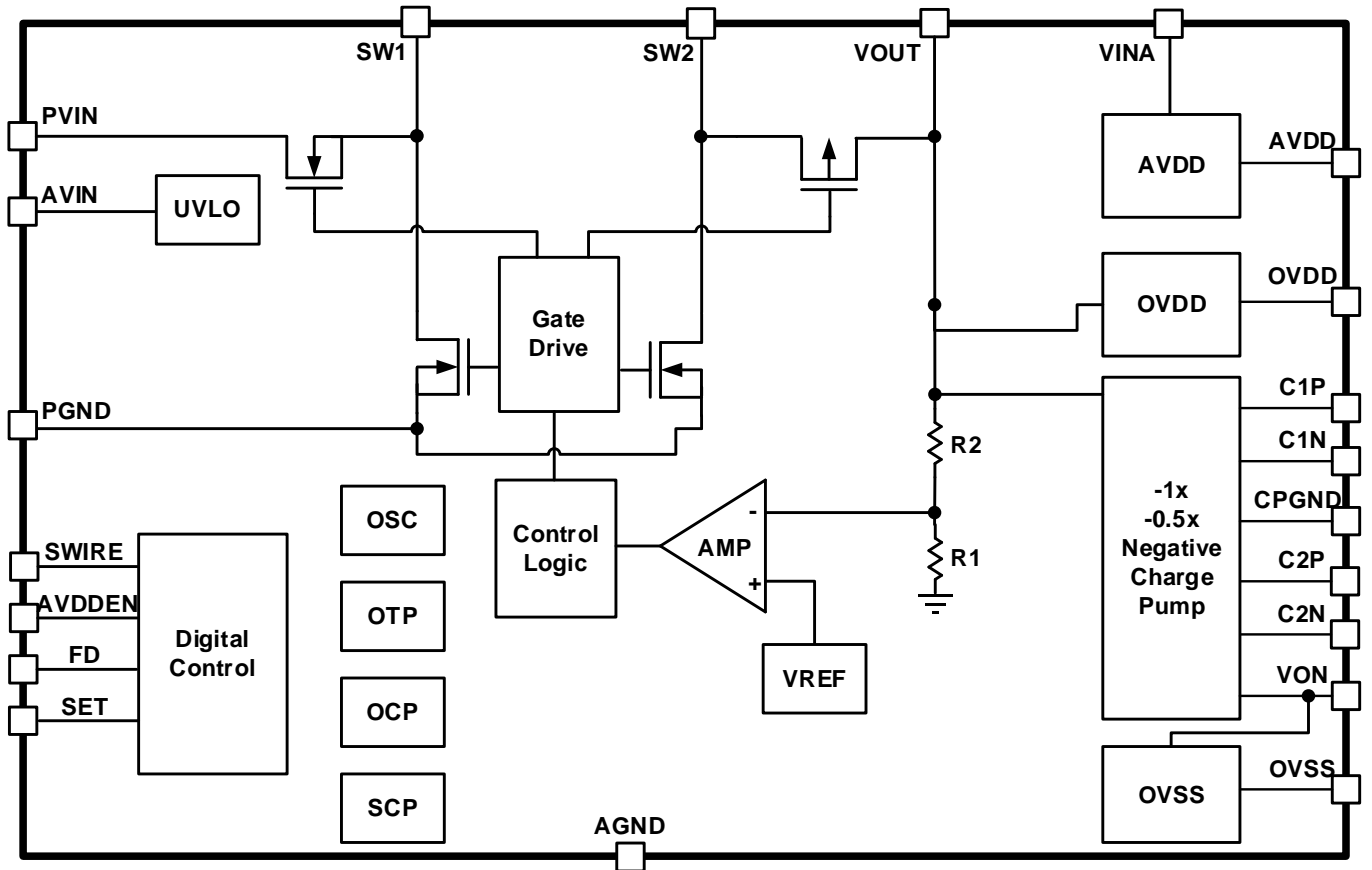 SW1
SW2
VOUT
VINA
PVIN
AVDD
AVDD
AVIN
UVLO
OVDD
OVDD
Gate
Drive
PGND
C1P
C1N
CPGND
C2P
C2N
VON
R2
-1x
-0.5x
Negative
Charge
Pump
OSC
Control
Logic
-
AMP
+
R1
SWIRE
AVDDEN
FD
SET
Digital
Control
OTP
VREF
OCP
SCP
OVSS
OVSS
AGND